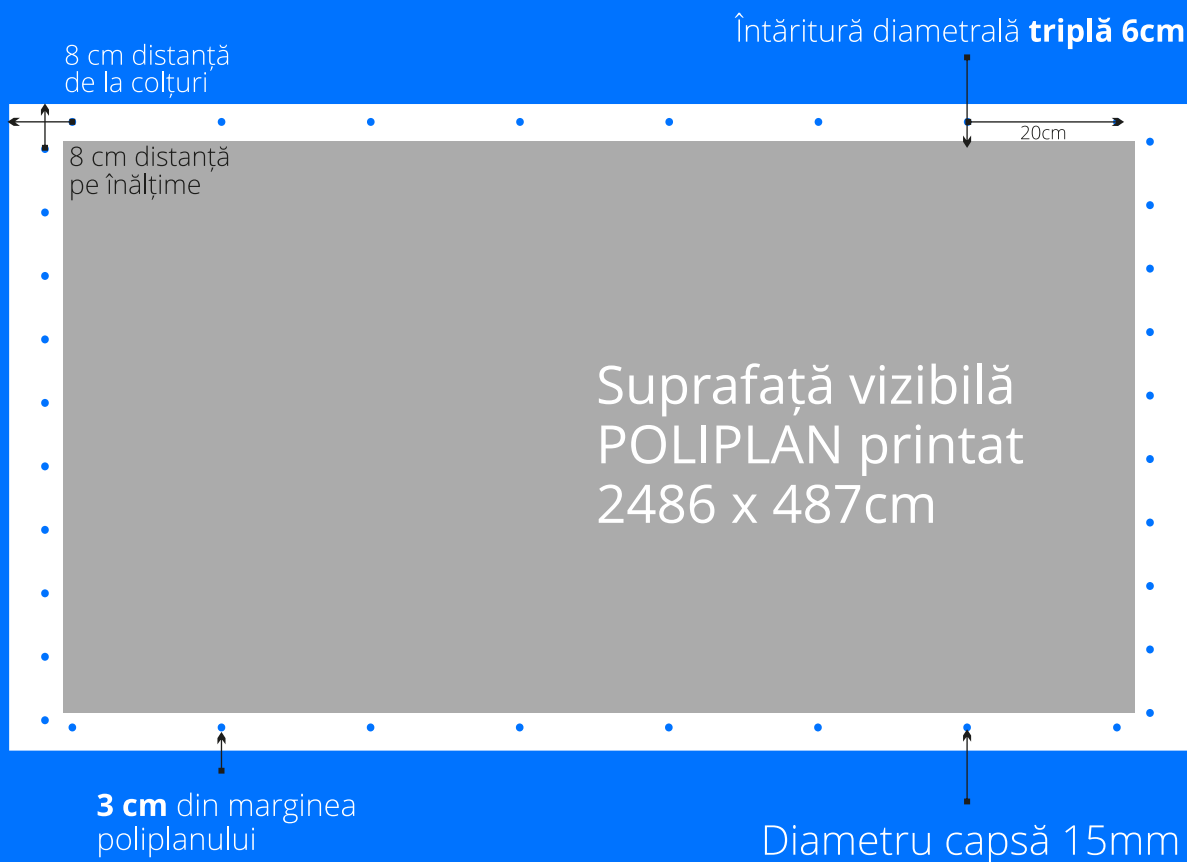 Întăritură diametrală triplă 6cm
8 cm distanță
de la colțuri
20cm
8 cm distanță
pe înălțime
Suprafață vizibilă
POLIPLAN printat
2486 x 487cm
3 cm din marginea
poliplanului
Diametru capsă 15mm